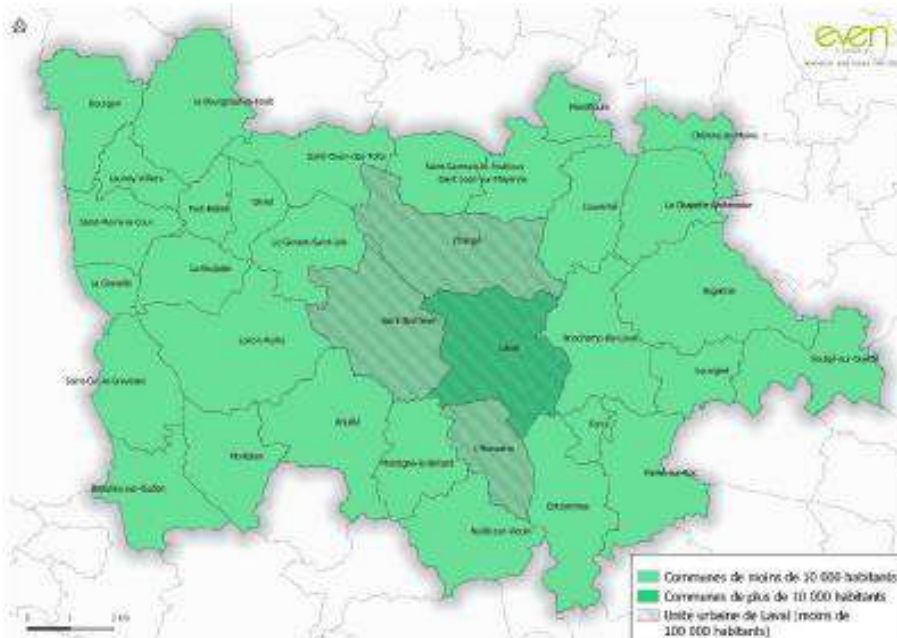 even
Bourgon
Le Bourgneuf-la-Forêt
Montflours
Châlons-du-Maine
Saint-Ouën-des-Toits
Saint-Germain-le-Fouilloux
Saint-Jean-sur-Mayenne
Launay-Villiers
Port-Brillet
Olivet
Louverné
La Chapelle-Anthenaise
Saint-Pierre-la-Cour
Le Genest-Saint-Isle
Changé
La Gravelle
La Brûlatte
Argentré
Saint-Berthevin
Loiron-Ruillé
Laval
Bonchamp-lès-Laval
Louvigné
Soulgé-sur-Ouette
Saint-Cyr-le-Gravelais
Ahuillé
L'Huisserie
Forcé
Montjean
Montigné-le-Brillant
Parné-sur-Roc
Beaulieu-sur-Oudon
Entrammes
Nuillé-sur-Vicoin
Communes de moins de 10 000 habitants
Communes de plus de 10 000 habitants
Unité urbaine de Laval (moins de
100 000 habitants)